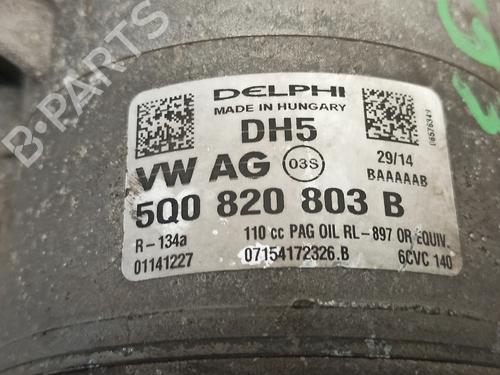 B-PARTS
DELPHI
MADE IN HUNGARY
DH5
VW AG 03S
29/14
BAAAAAB
5Q0 820 803 B
R-134a
110 cc PAG OIL RL-897 OR EQUIV.
01141227
07154172326.B
6CVC 140